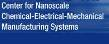 Center for Nanoscale
Chemical-Electrical-Mechanical
Manufacturing Systems